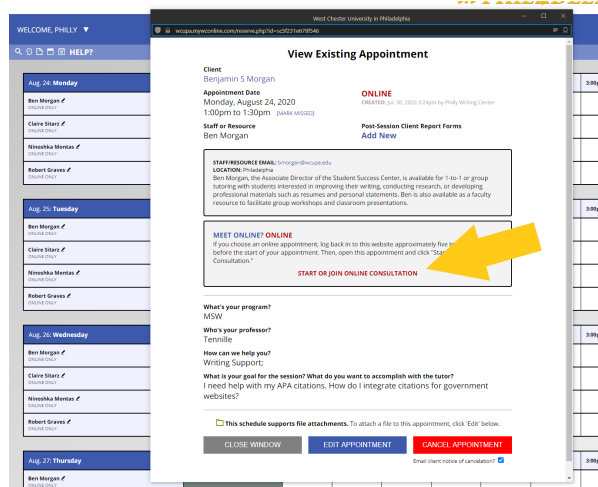 West Chester University in Philadelphia
WELCOME, PHILLY ▼
wcupa.mywconline.com/reserve.php?id=sc5f231e678f546
HELP?
View Existing Appointment
Client
Benjamin S Morgan
Appointment Date
Monday, August 24, 2020
1:00pm to 1:30pm [MARK MISSED]
ONLINE
CREATED: Jul. 30, 2020 3:24pm by Philly Writing Center
Staff or Resource
Ben Morgan
Post-Session Client Report Forms
Add New
STAFF/RESOURCE EMAIL: bmorgan@wcupa.edu
LOCATION: Philadelphia
Ben Morgan, the Associate Director of the Student Success Center, is available for 1-to-1 or group
tutoring with students interested in improving their writing, conducting research, or developing
professional materials such as resumes and personal statements. Ben is also available as a faculty
resource to facilitate group workshops and classroom presentations.
MEET ONLINE? ONLINE
If you choose an online appointment, log back in to this website approximately five
before the start of your appointment. Then, open this appointment and click "Start
Consultation."
START OR JOIN ONLINE CONSULTATION
What's your program?
MSW
Who's your professor?
Tennille
How can we help you?
Writing Support;
What is your goal for the session? What do you want to accomplish with the tutor?
I need help with my APA citations. How do I integrate citations for government
websites?
This schedule supports file attachments. To attach a file to this appointment, click 'Edit' below.
CLOSE WINDOW
EDIT APPOINTMENT
CANCEL APPOINTMENT
Email client notice of cancelation?
Aug. 24: Monday
Ben Morgan
ONLINE ONLY
Claire Sitarz
ONLINE ONLY
Ninoshka Montas
ONLINE ONLY
Robert Graves
ONLINE ONLY
Aug. 25: Tuesday
Ben Morgan
ONLINE ONLY
Claire Sitarz
ONLINE ONLY
Ninoshka Montas
ONLINE ONLY
Robert Graves
ONLINE ONLY
Aug. 26: Wednesday
Ben Morgan
ONLINE ONLY
Claire Sitarz
ONLINE ONLY
Ninoshka Montas
ONLINE ONLY
Robert Graves
ONLINE ONLY
Aug. 27: Thursday
Ben Morgan
ONLINE ONLY
3:00
3:00
3:00
3:00